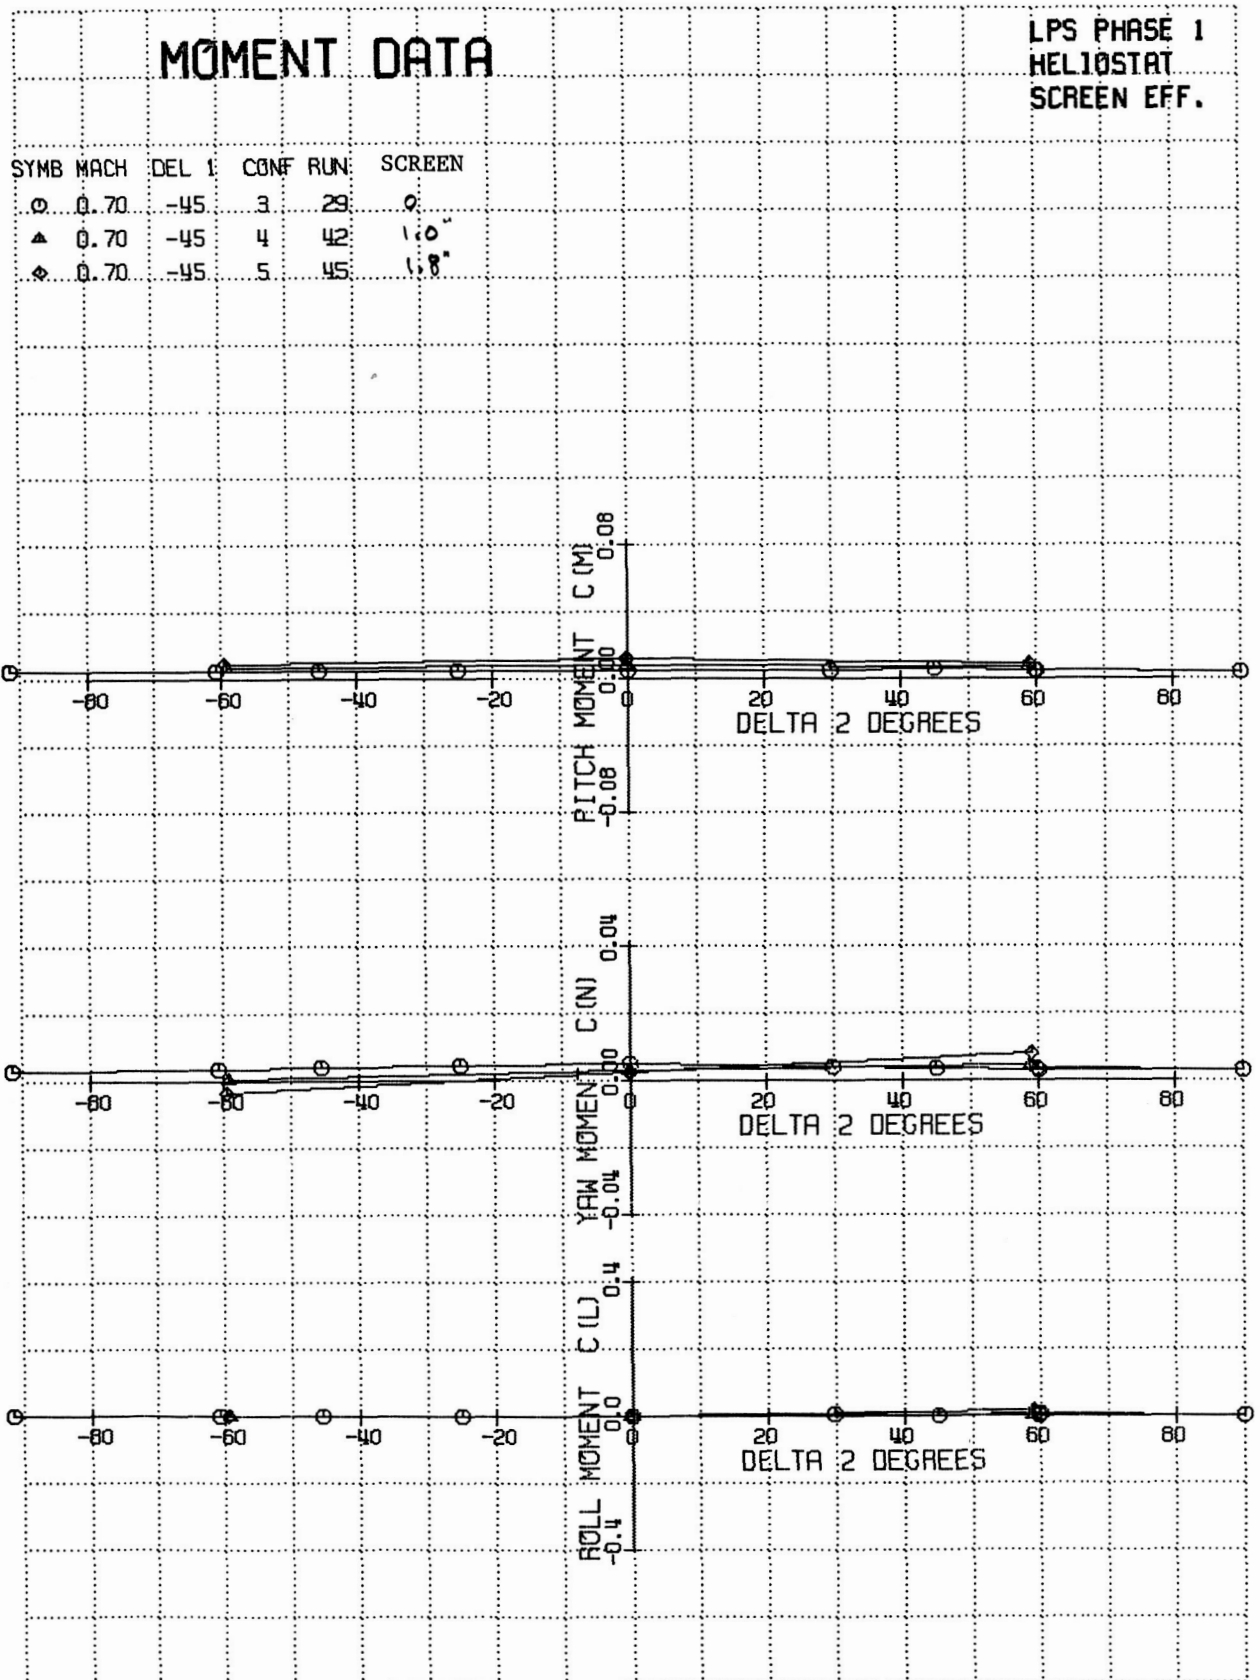 MOMENT DATA
LPS PHASE 1
HELIOSTAT
SCREEN EFF.
SYMB MACH DEL 1 CONF RUN SCREEN
0.70 -45 3 29 0
0.70 -45 4 42 1.0"
0.70 -45 5 45 1.8"
PITCH MOMENT C(M)
-0.08 0.00 0.08
-80 -60 -40 -20 0 20 40 60 80
DELTA 2 DEGREES
YAW MOMENT C(N)
-0.04 0.00 0.04
-80 -60 -40 -20 0 20 40 60 80
DELTA 2 DEGREES
ROLL MOMENT C(L)
-0.4 0.0 0.4
-80 -60 -40 -20 0 20 40 60 80
DELTA 2 DEGREES